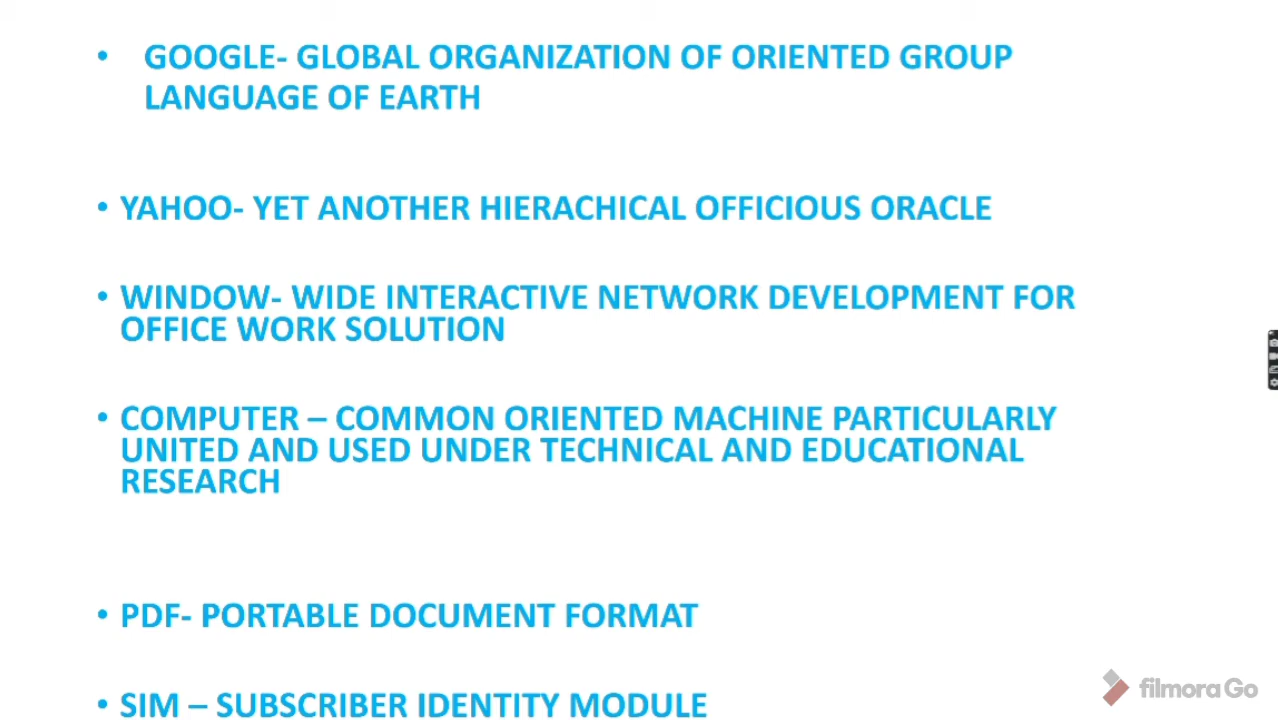 • GOOGLE- GLOBAL ORGANIZATION OF ORIENTED GROUP
LANGUAGE OF EARTH
• YAHOO- YET ANOTHER HIERACHICAL OFFICIOUS ORACLE
• WINDOW- WIDE INTERACTIVE NETWORK DEVELOPMENT FOR
OFFICE WORK SOLUTION
• COMPUTER – COMMON ORIENTED MACHINE PARTICULARLY
UNITED AND USED UNDER TECHNICAL AND EDUCATIONAL
RESEARCH
• PDF- PORTABLE DOCUMENT FORMAT
• SIM – SUBSCRIBER IDENTITY MODULE
filmora Go